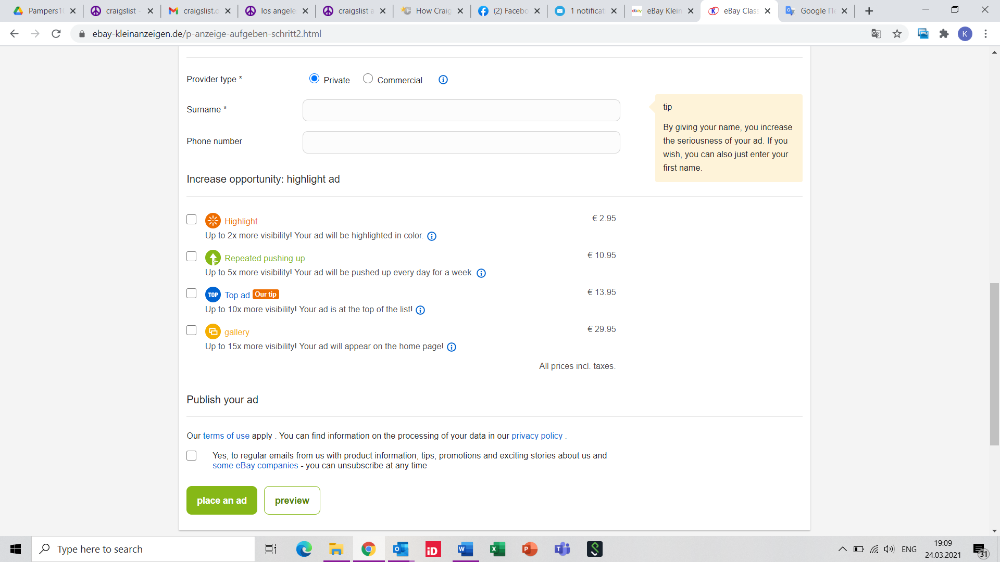 Pampers1
craigslist -
craigslist.o
los angele
craigslist a
How Craig
(2) Facebo
1 notificat
ebay
eBay Klein
eBay Class
Google Пе
ebay-kleinanzeigen.de/p-anzeige-aufgeben-schritt2.html
K
Provider type *
Private
Commercial
Surname *
Phone number
tip
By giving your name, you increase
the seriousness of your ad. If you
wish, you can also just enter your
first name.
Increase opportunity: highlight ad
Highlight
€ 2.95
Up to 2x more visibility! Your ad will be highlighted in color.
Repeated pushing up
€ 10.95
Up to 5x more visibility! Your ad will be pushed up every day for a week.
TOP Top ad Our tip
€ 13.95
Up to 10x more visibility! Your ad is at the top of the list!
gallery
€ 29.95
Up to 15x more visibility! Your ad will appear on the home page!
All prices incl. taxes.
Publish your ad
Our terms of use apply . You can find information on the processing of your data in our privacy policy .
Yes, to regular emails from us with product information, tips, promotions and exciting stories about us and
some eBay companies - you can unsubscribe at any time
place an ad
preview
Type here to search
iD
ENG
19:09
24.03.2021
31